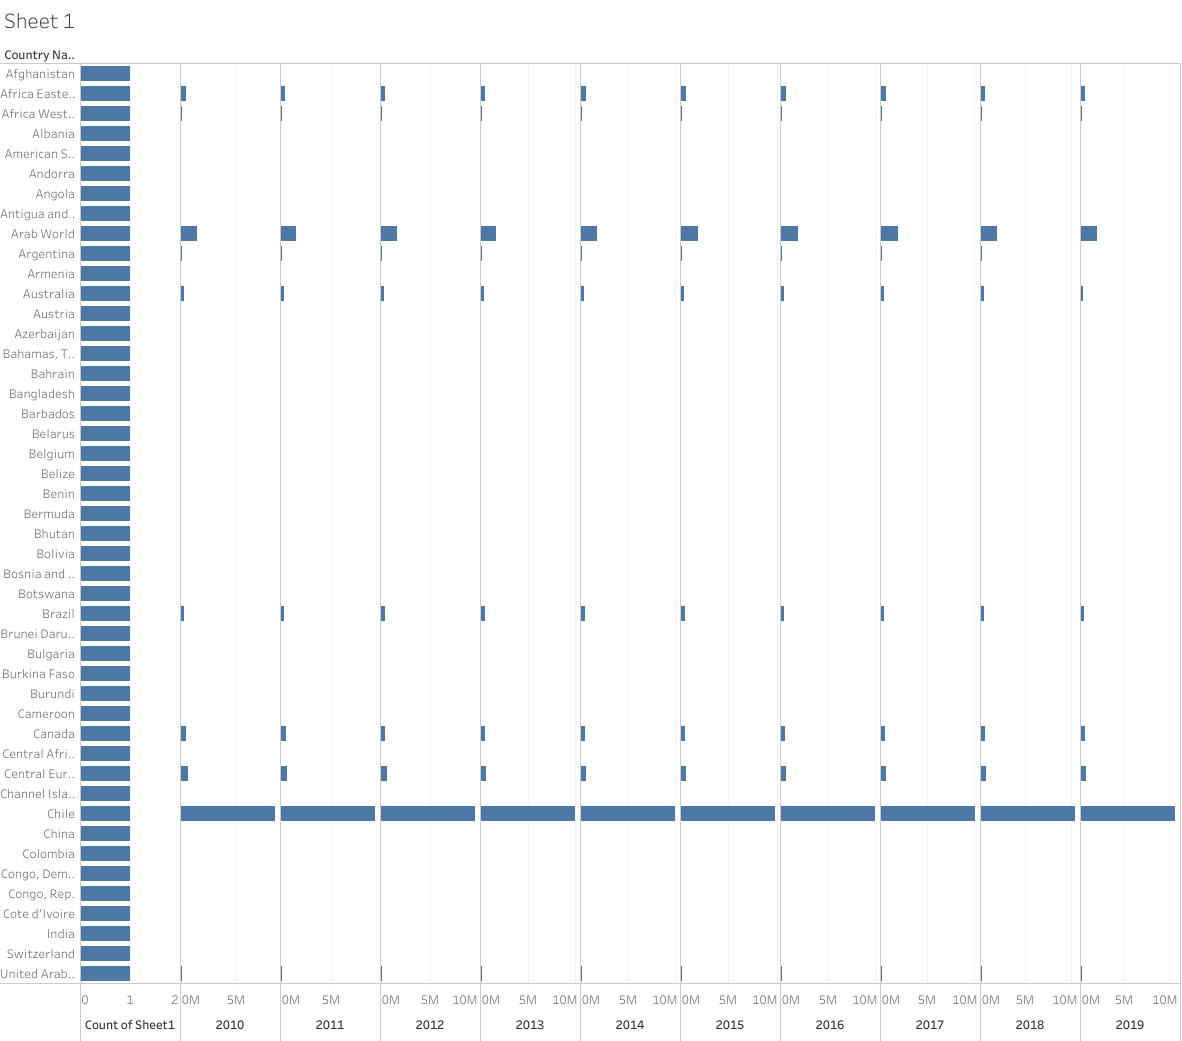 Sheet 1
Country Na..
Afghanistan
Africa Easte..
Africa West..
Albania
American S..
Andorra
Angola
Antigua and..
Arab World
Argentina
Armenia
Australia
Austria
Azerbaijan
Bahamas, T..
Bahrain
Bangladesh
Barbados
Belarus
Belgium
Belize
Benin
Bermuda
Bhutan
Bolivia
Bosnia and ..
Botswana
Brazil
Brunei Daru..
Bulgaria
Burkina Faso
Burundi
Cameroon
Canada
Central Afri..
Central Eur..
Channel Isla..
Chile
China
Colombia
Congo, Dem..
Congo, Rep.
Cote d'Ivoire
India
Switzerland
United Arab..
0 1 2 0M 5M 0M 5M 0M 5M 10M 0M 5M 10M 0M 5M 10M 0M 5M 10M 0M 5M 10M 0M 5M 10M 0M 5M 10M 0M 5M 10M
Count of Sheet1 2010 2011 2012 2013 2014 2015 2016 2017 2018 2019